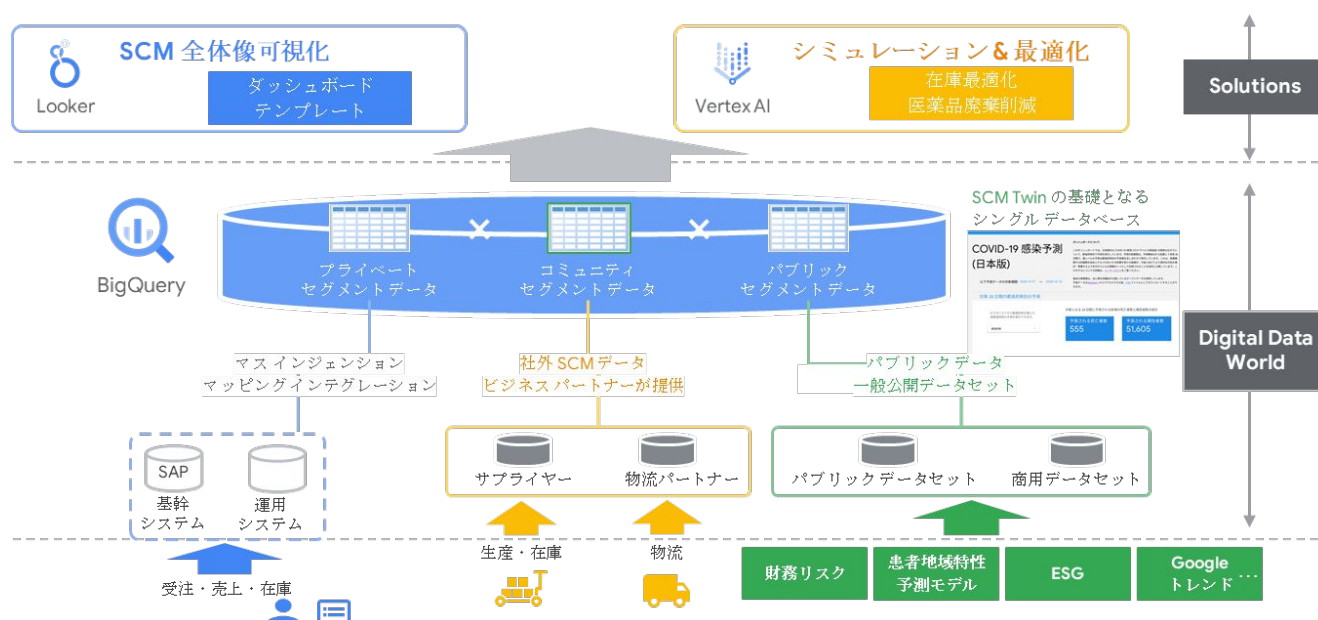 SCM 全体像可視化
Looker
ダッシュボード
テンプレート
シミュレーション & 最適化
Vertex AI
在庫最適化
医薬品廃棄削減
Solutions
BigQuery
プライベート
セグメントデータ
コミュニティ
セグメントデータ
パブリック
セグメントデータ
SCM Twin の基礎となる
シングル データベース
COVID-19 感染予測
(日本版)
555
51,605
Digital Data
World
マス インジェンション
マッピング インテグレーション
社外 SCM データ
ビジネス パートナーが提供
パブリック データ
一般公開データセット
SAP
基幹
システム
運用
システム
サプライヤー
物流パートナー
パブリック データセット
商用データセット
受注・売上・在庫
生産・在庫
物流
財務リスク
患者地域特性
予測モデル
ESG
Google
トレンド
...